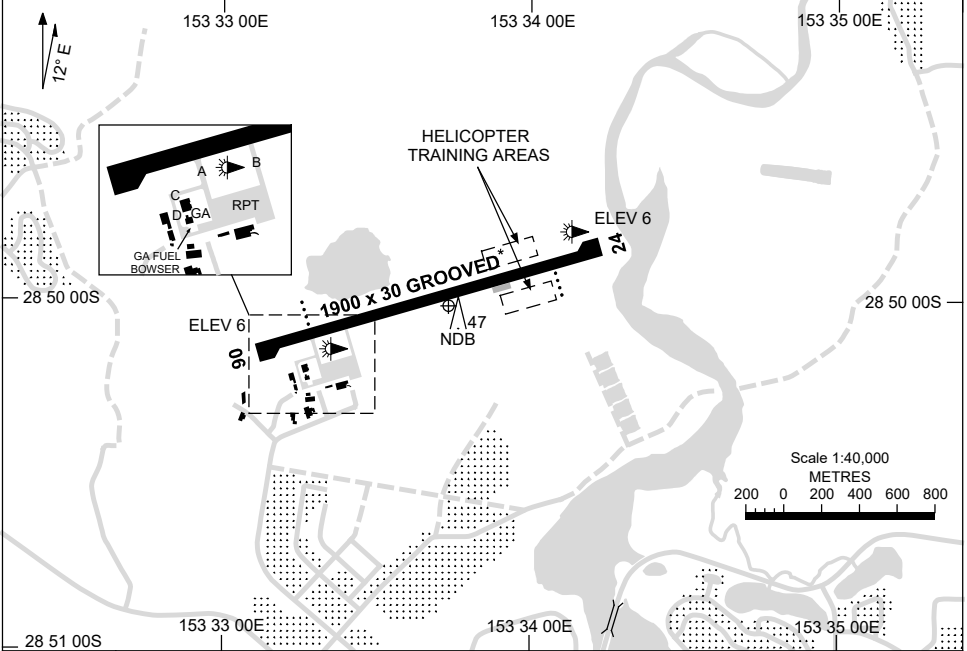 153 33 00E
153 34 00E
153 35 00E
12° E
HELICOPTER
TRAINING AREAS
A
B
C
D
GA
RPT
GA FUEL
BOWSER
ELEV 6
24
28 50 00S
1900 x 30 GROOVED*
28 50 00S
ELEV 6
.47
NDB
06
Scale 1:40,000
METRES
200 0 200 400 600 800
153 33 00E
153 34 00E
153 35 00E
28 51 00S